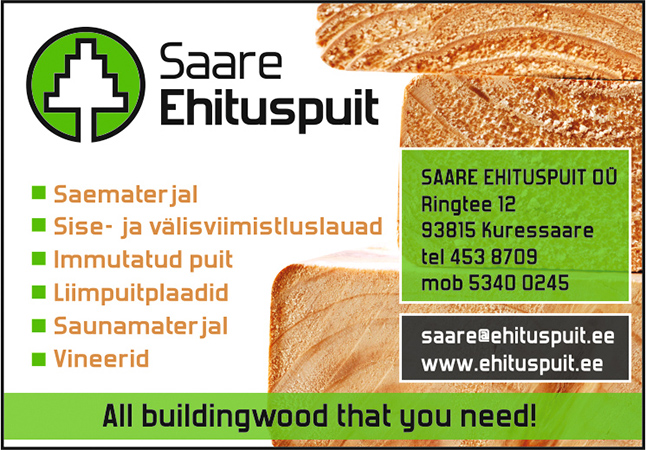 Saare
Ehituspuit
Saematerjal
Sise- ja välisviimistluslauad
Immutatud puit
Liimpuitplaadid
Saunamaterjal
Vineerid
SAARE EHITUSPUIT OÜ
Ringtee 12
93815 Kuressaare
tel 453 8709
mob 5340 0245
saare@ehituspuit.ee
www.ehituspuit.ee
All buildingwood that you need!